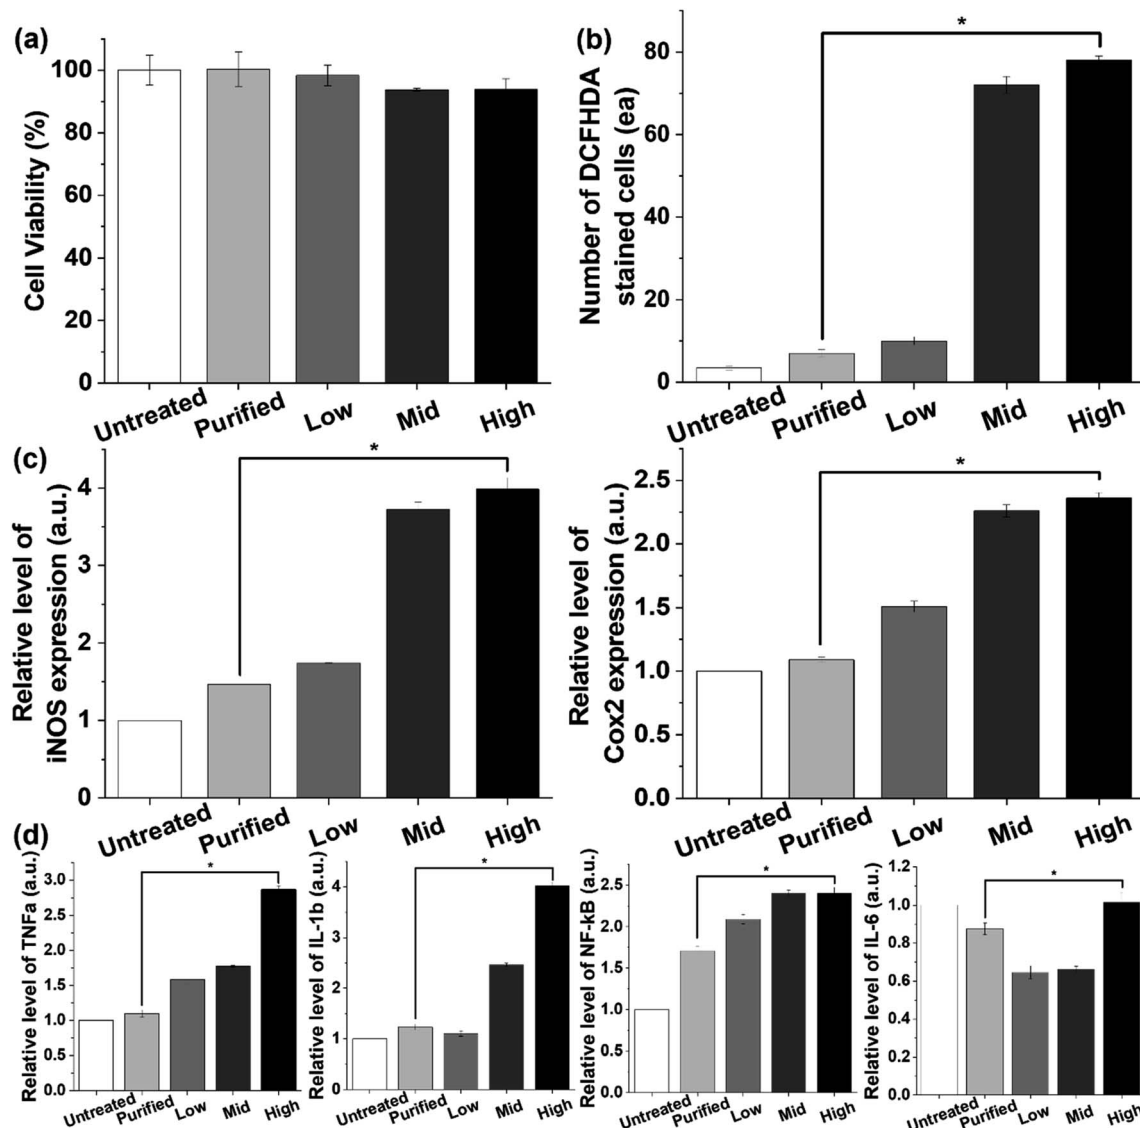 (a)
Cell Viability (%)
100
80
60
40
20
0
Untreated
Purified
Low
Mid
High
(b)
Number of DCFHDA
stained cells (ea)
80
60
40
20
0
*
Untreated
Purified
Low
Mid
High
(c)
Relative level of
iNOS expression (a.u.)
4
3
2
1
0
*
Untreated
Purified
Low
Mid
High
Relative level of
Cox2 expression (a.u.)
2.5
2.0
1.5
1.0
0.5
0.0
*
Untreated
Purified
Low
Mid
High
(d)
Relative level of TNFa (a.u.)
3.0
2.5
2.0
1.5
1.0
0.5
0.0
*
Untreated
Purified
Low
Mid
High
Relative level of IL-1b (a.u.)
4
3
2
1
0
*
Untreated
Purified
Low
Mid
High
Relative level of NF-kB (a.u.)
2.5
2.0
1.5
1.0
0.5
0.0
*
Untreated
Purified
Low
Mid
High
Relative level of IL-6 (a.u.)
1.2
1.0
0.8
0.6
0.4
0.2
0.0
*
Untreated
Purified
Low
Mid
High